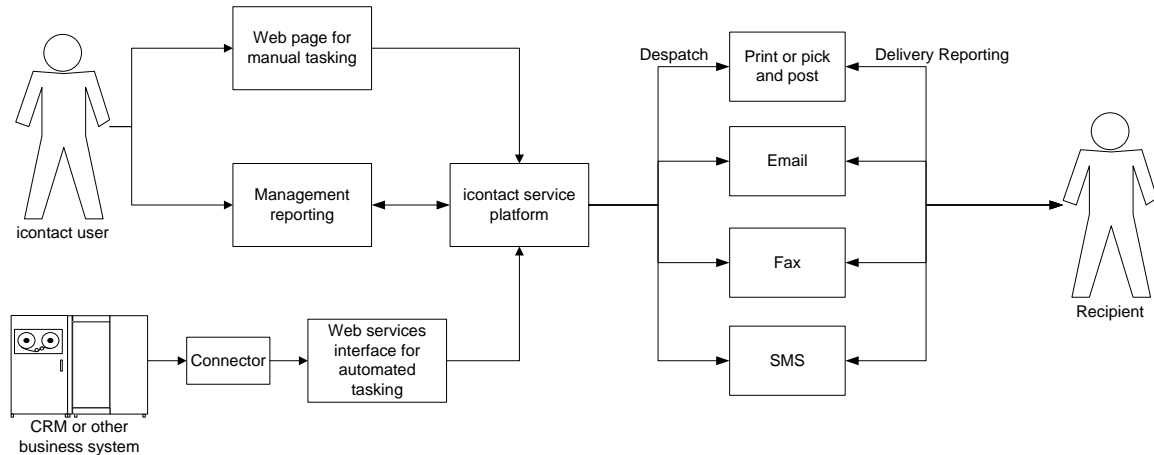 Web page for
manual tasking
Despatch
Print or pick
and post
Delivery Reporting
Email
Management
reporting
icontact service
platform
icontact user
Fax
Recipient
Web services
interface for
automated
tasking
Connector
SMS
CRM or other
business system